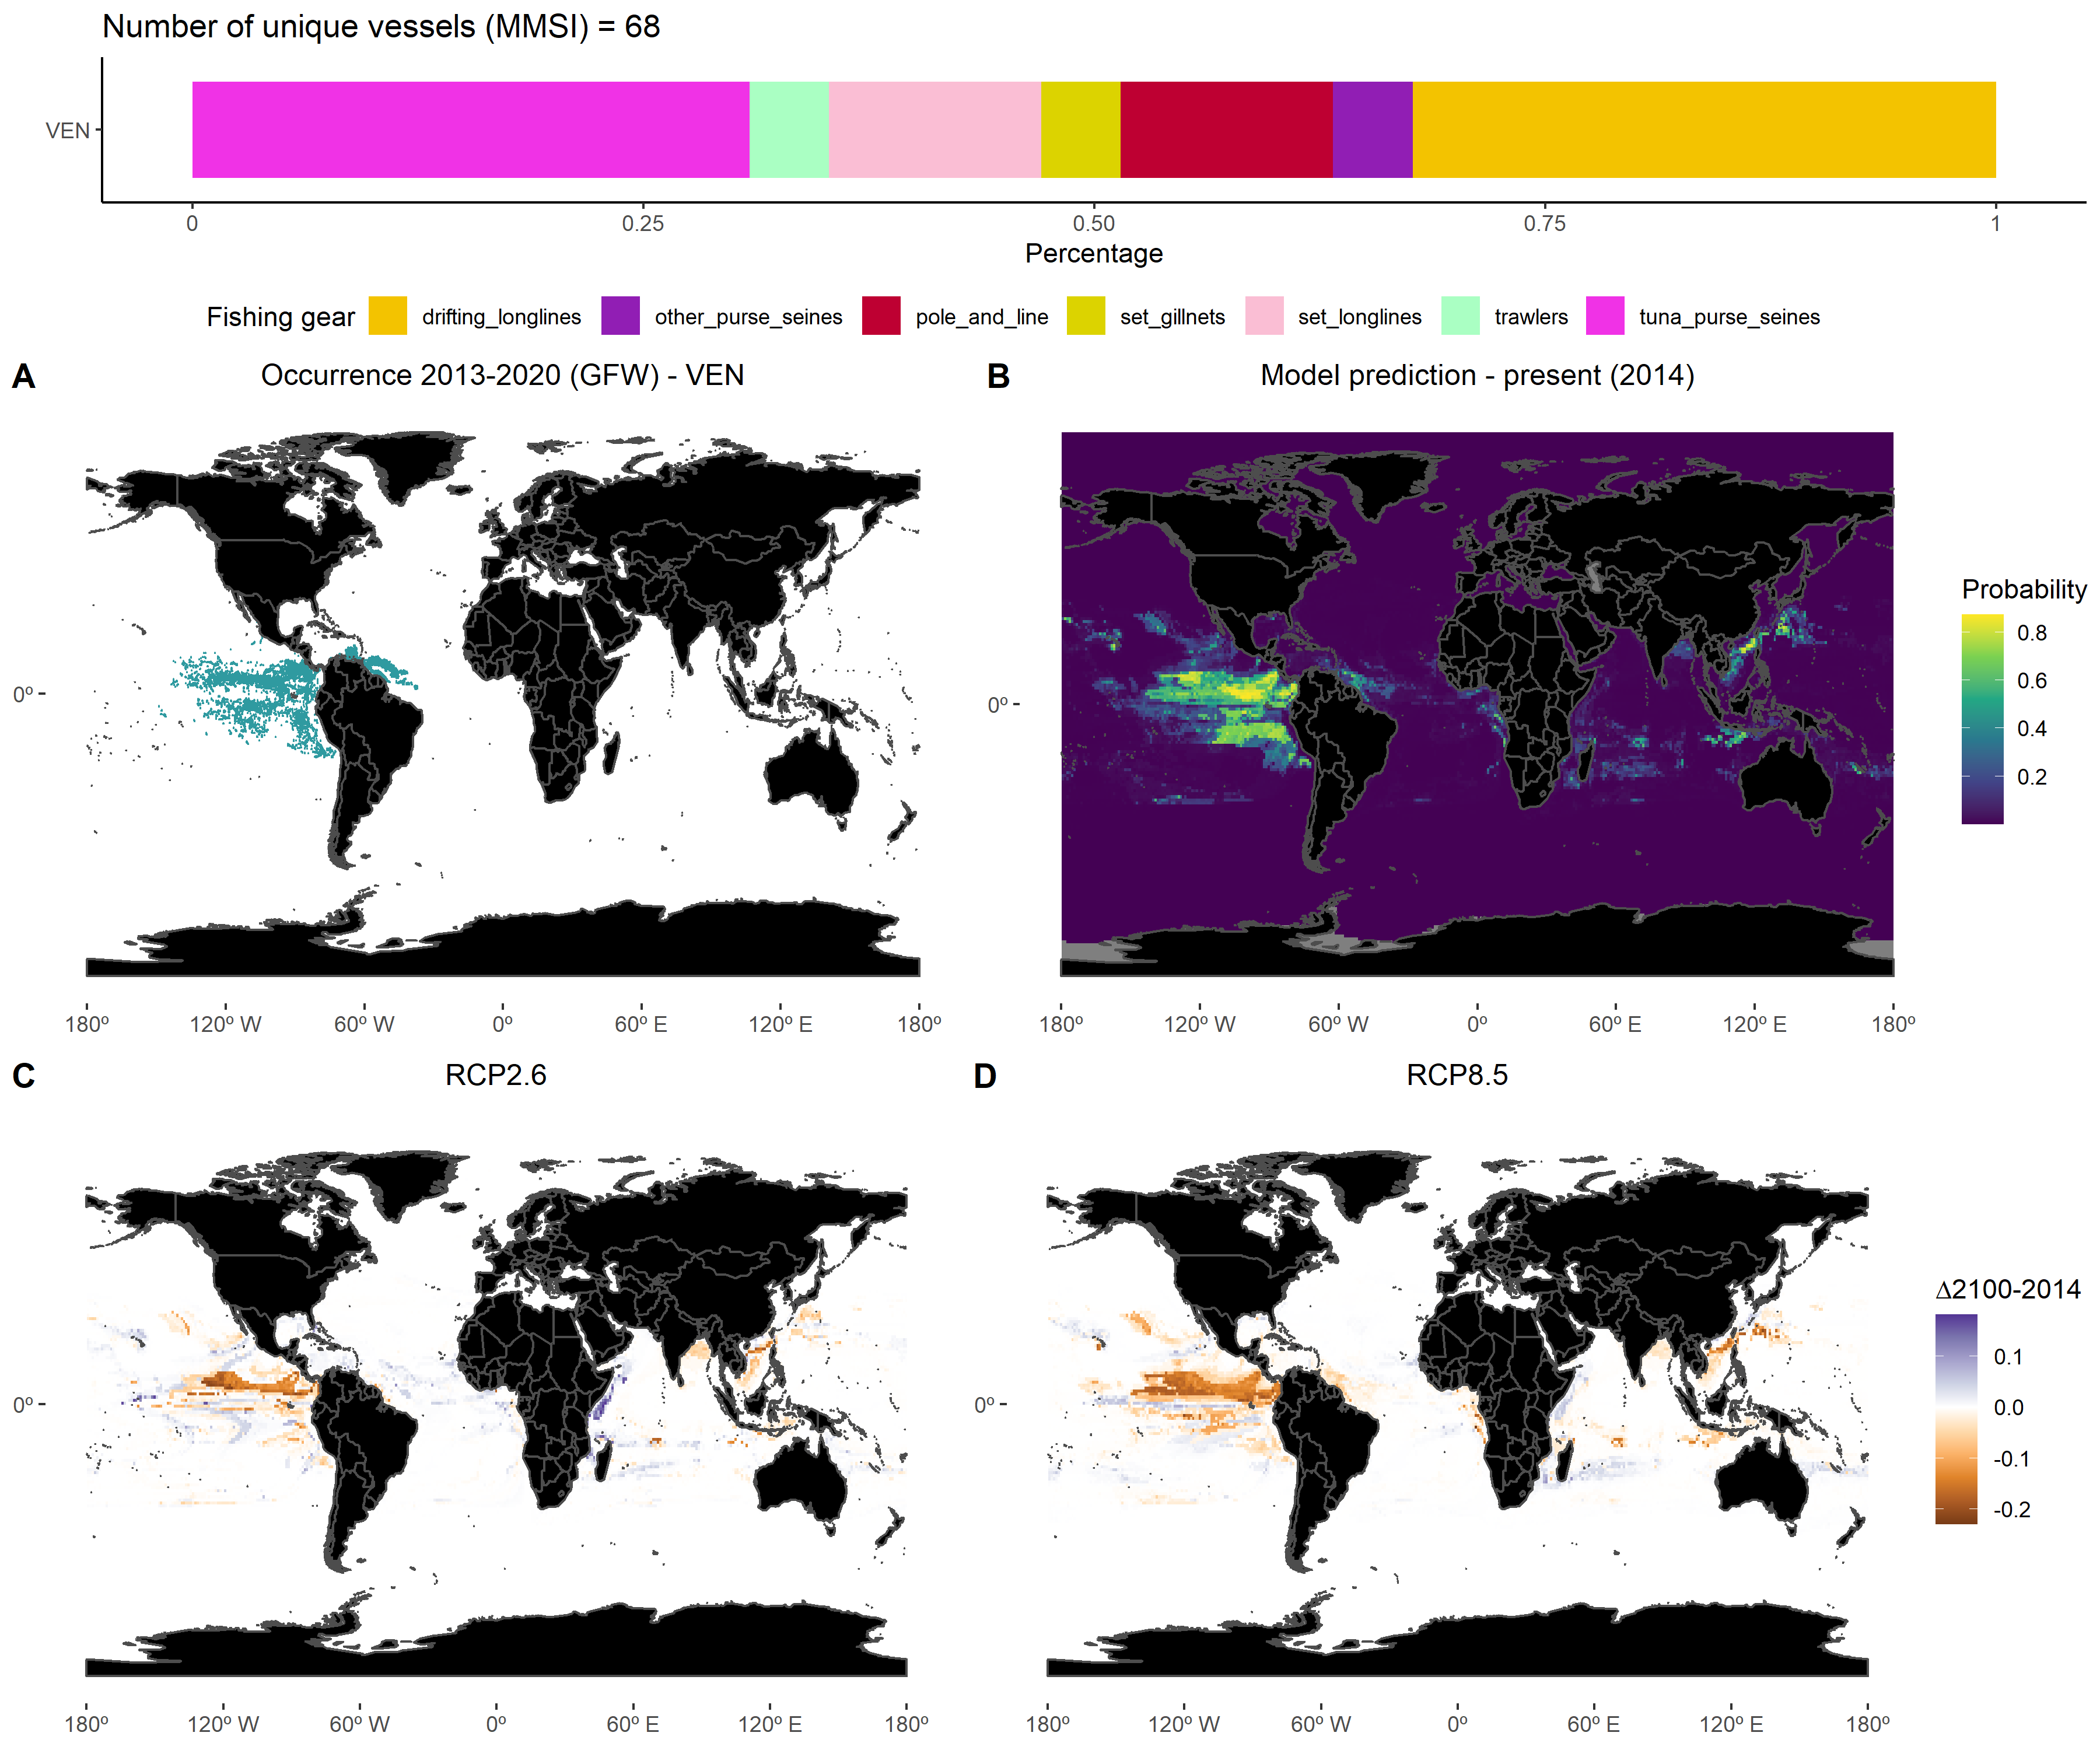 Number of unique vessels (MMSI) = 68
VEN
0 0.25 0.50 0.75 1
Percentage
Fishing gear drifting_longlines other_purse_seines pole_and_line set_gillnets set_longlines trawlers tuna_purse_seines
A Occurrence 2013-2020 (GFW) - VEN
0º
180º 120º W 60º W 0º 60º E 120º E 180º
B Model prediction - present (2014)
0º
180º 120º W 60º W 0º 60º E 120º E 180º
Probability
0.8
0.6
0.4
0.2
C RCP2.6
0º
180º 120º W 60º W 0º 60º E 120º E 180º
D RCP8.5
0º
180º 120º W 60º W 0º 60º E 120º E 180º
Δ2100-2014
0.1
0.0
-0.1
-0.2